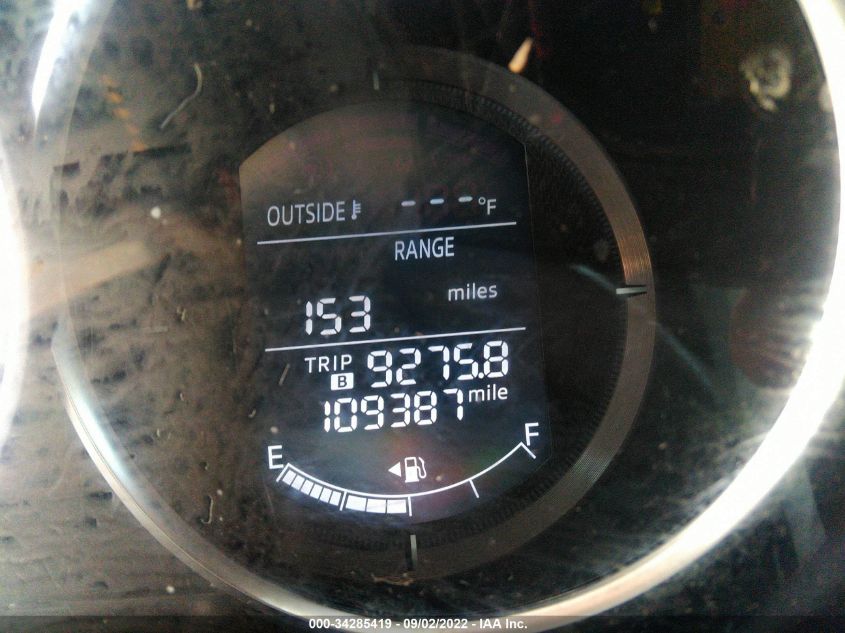 OUTSIDE --- °F
RANGE
153 miles
TRIP B 9275.8
109387 mile
E F
000-34285419 - 09/02/2022 - IAA Inc.